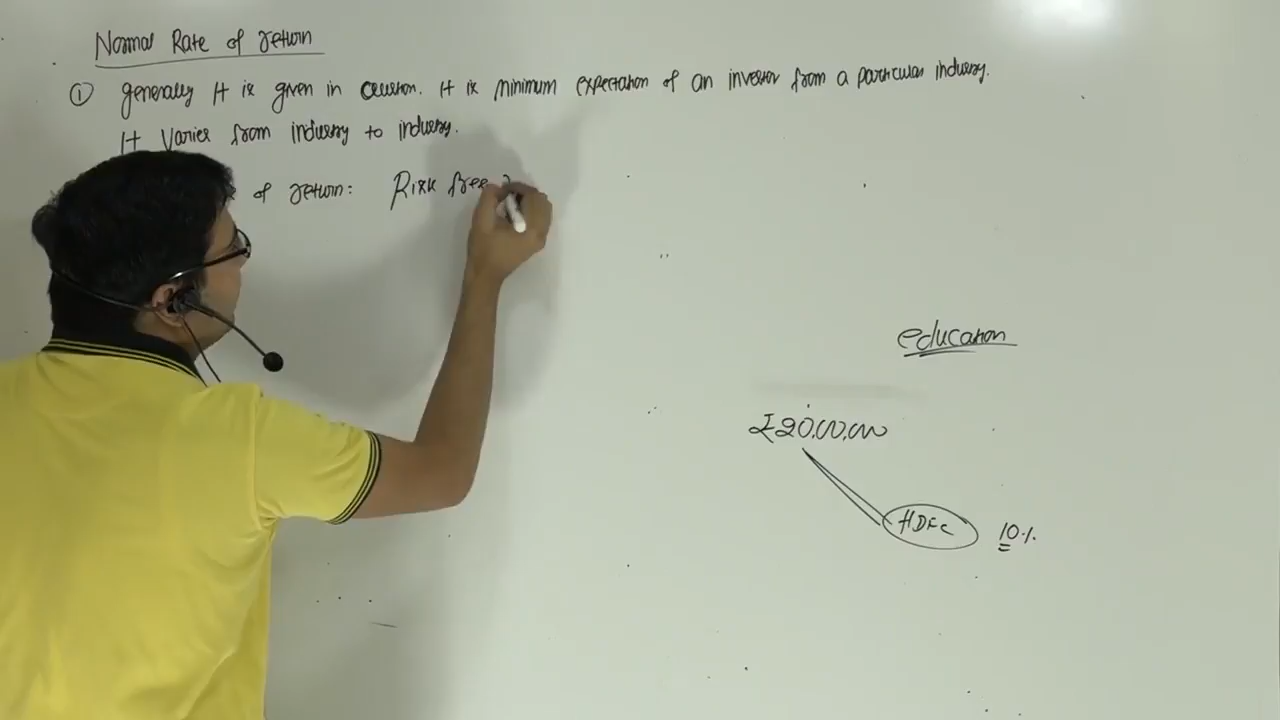 Normal Rate of return
① generally It is given in question. It is minimum expectation of an investor from a particular industry.
It varies from industry to industry.
of return: Risk free
education
₹20,00,000
HDFC 10%